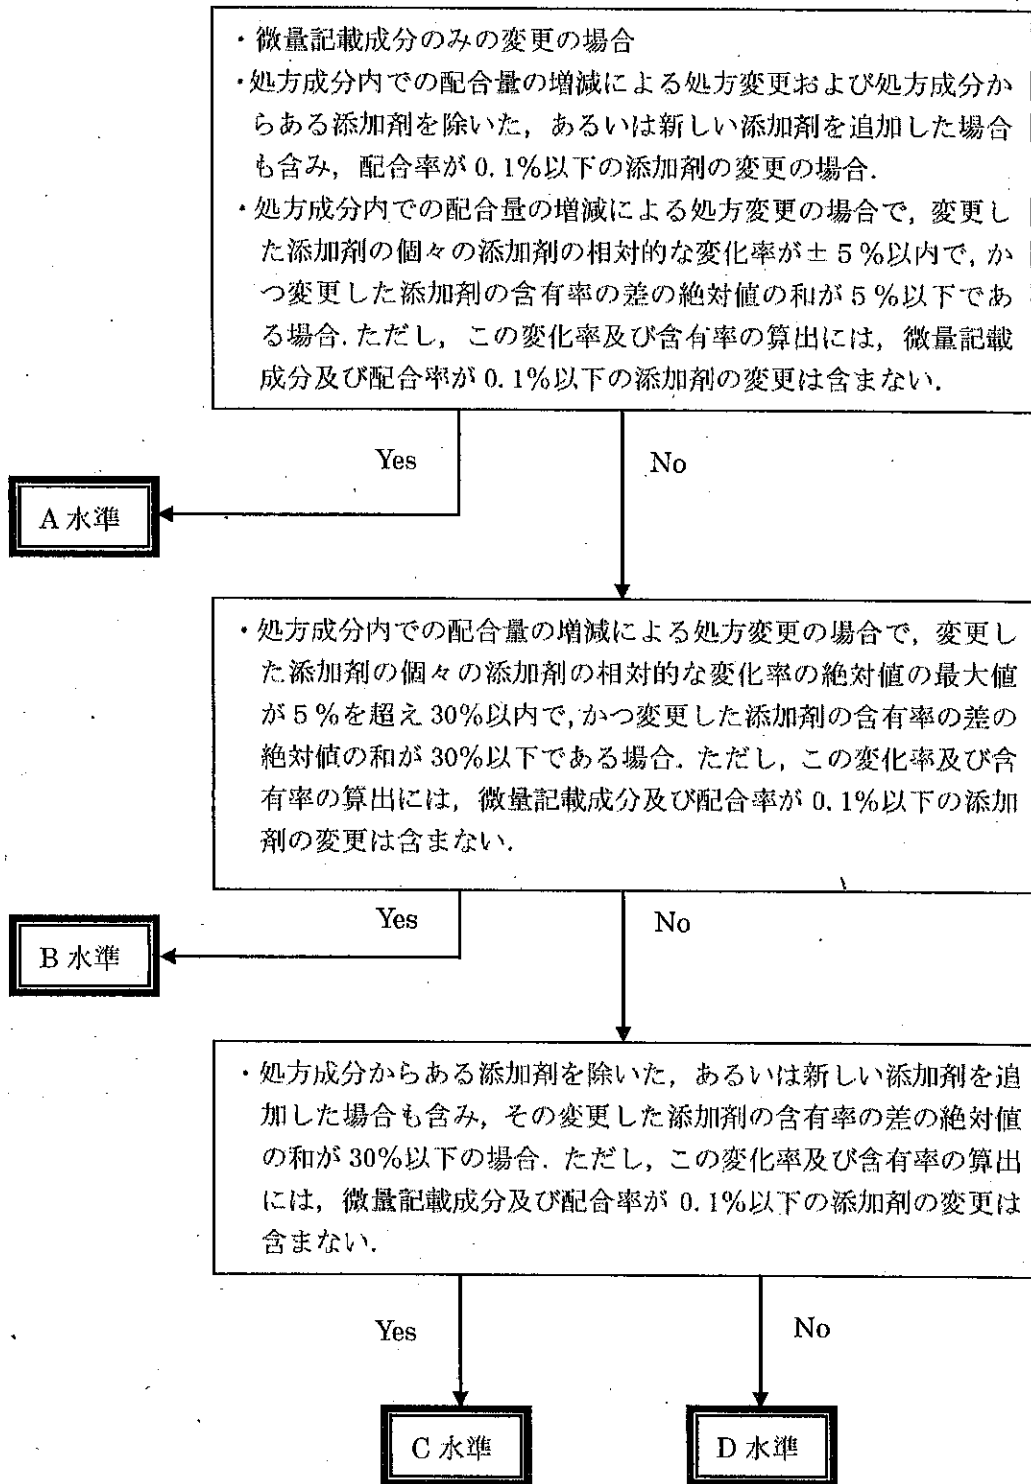 ・微量記載成分のみの変更の場合
・処方成分内での配合量の増減による処方変更および処方成分か
らある添加剤を除いた，あるいは新しい添加剤を追加した場合
も含み，配合率が 0.1%以下の添加剤の変更の場合.
・処方成分内での配合量の増減による処方変更の場合で，変更し
た添加剤の個々の添加剤の相対的な変化率が±５%以内で，か
つ変更した添加剤の含有率の差の絶対値の和が 5%以下であ
る場合．ただし，この変化率及び含有率の算出には，微量記載
成分及び配合率が 0.1%以下の添加剤の変更は含まない．
Yes
No
A 水準
・処方成分内での配合量の増減による処方変更の場合で，変更し
た添加剤の個々の添加剤の相対的な変化率の絶対値の最大値
が５%を超え 30%以内で，かつ変更した添加剤の含有率の差の
絶対値の和が 30%以下である場合．ただし，この変化率及び含
有率の算出には，微量記載成分及び配合率が 0.1%以下の添加
剤の変更は含まない．
Yes
No
B 水準
・処方成分からある添加剤を除いた，あるいは新しい添加剤を追
加した場合も含み，その変更した添加剤の含有率の差の絶対値
の和が 30%以下の場合．ただし，この変化率及び含有率の算出
には，微量記載成分及び配合率が 0.1%以下の添加剤の変更は
含まない．
Yes
No
C 水準
D 水準